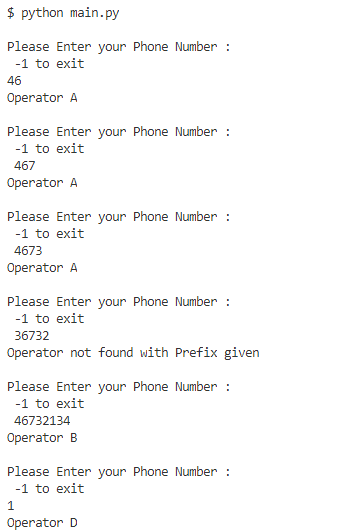 $ python main.py
Please Enter your Phone Number :
-1 to exit
46
Operator A
Please Enter your Phone Number :
-1 to exit
467
Operator A
Please Enter your Phone Number :
-1 to exit
4673
Operator A
Please Enter your Phone Number :
-1 to exit
36732
Operator not found with Prefix given
Please Enter your Phone Number :
-1 to exit
46732134
Operator B
Please Enter your Phone Number :
-1 to exit
1
Operator D